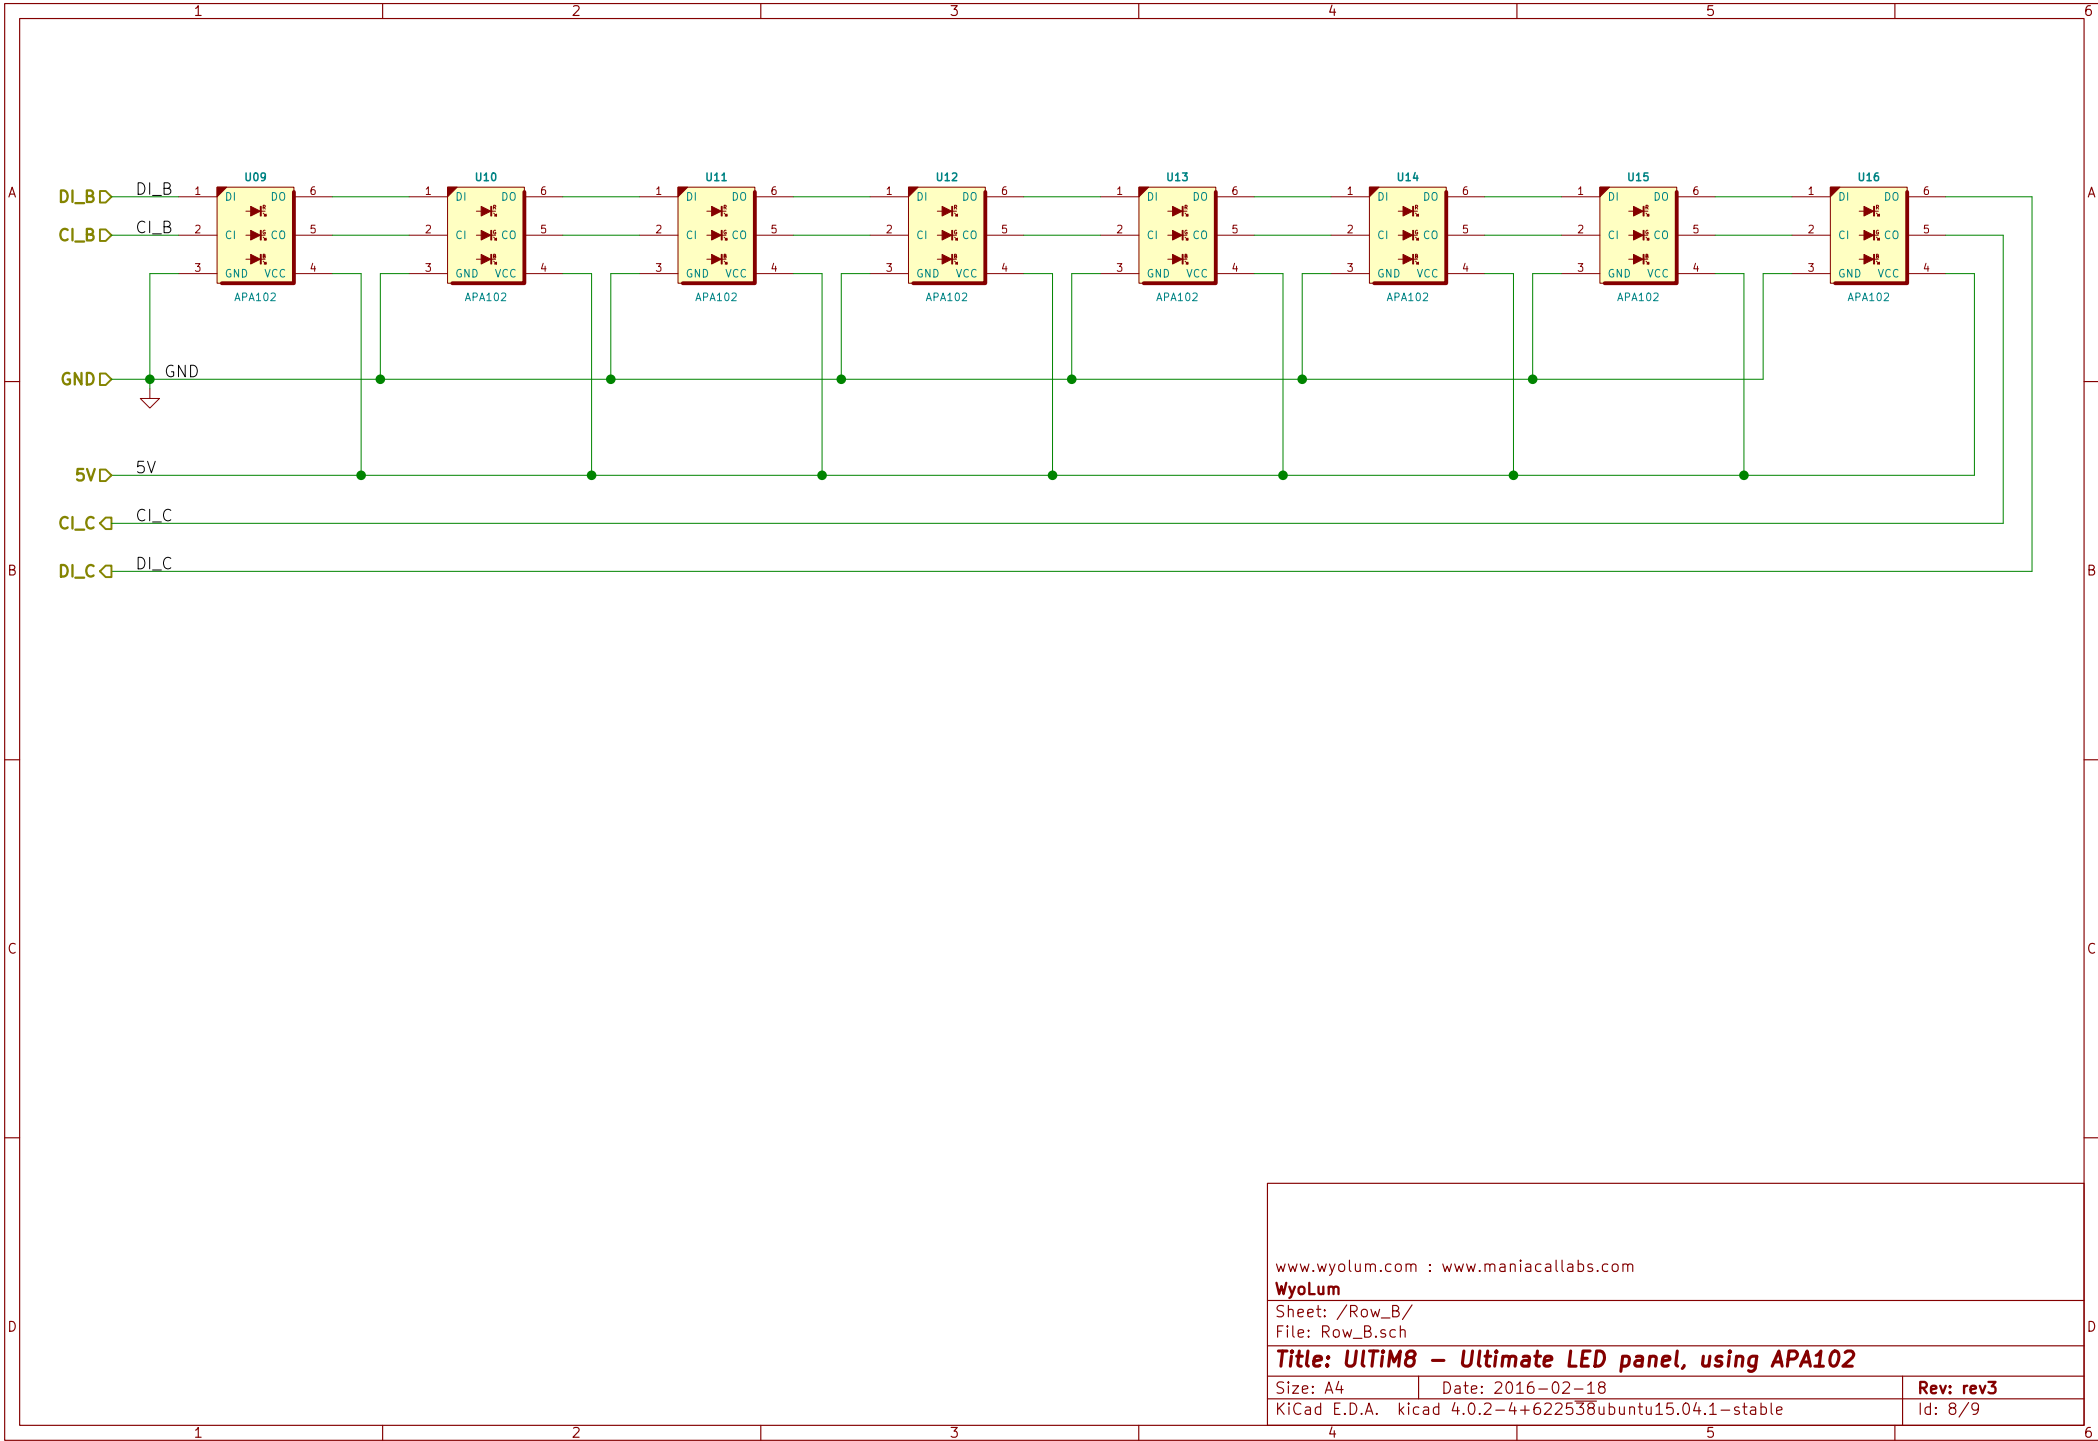 1 2 3 4 5 6
U09 U10 U11 U12 U13 U14 U15 U16
A DI_B DI_B 1 DI DO 6 1 DI DO 6 1 DI DO 6 1 DI DO 6 1 DI DO 6 1 DI DO 6 1 DI DO 6 1 DI DO 6 A
CI_B CI_B 2 CI CO 5 2 CI CO 5 2 CI CO 5 2 CI CO 5 2 CI CO 5 2 CI CO 5 2 CI CO 5 2 CI CO 5
3 GND VCC 4 3 GND VCC 4 3 GND VCC 4 3 GND VCC 4 3 GND VCC 4 3 GND VCC 4 3 GND VCC 4 3 GND VCC 4
APA102 APA102 APA102 APA102 APA102 APA102 APA102 APA102
GND GND
5V 5V
CI_C CI_C
B DI_C DI_C B
C C
www.wyolum.com : www.maniacallabs.com
WyoLum
Sheet: /Row_B/
D D
File: Row_B.sch
Title: UlTiM8 – Ultimate LED panel, using APA102
Size: A4 Date: 2016-02-18 Rev: rev3
KiCad E.D.A. kicad 4.0.2-4+622538ubuntu15.04.1-stable Id: 8/9
1 2 3 4 5 6